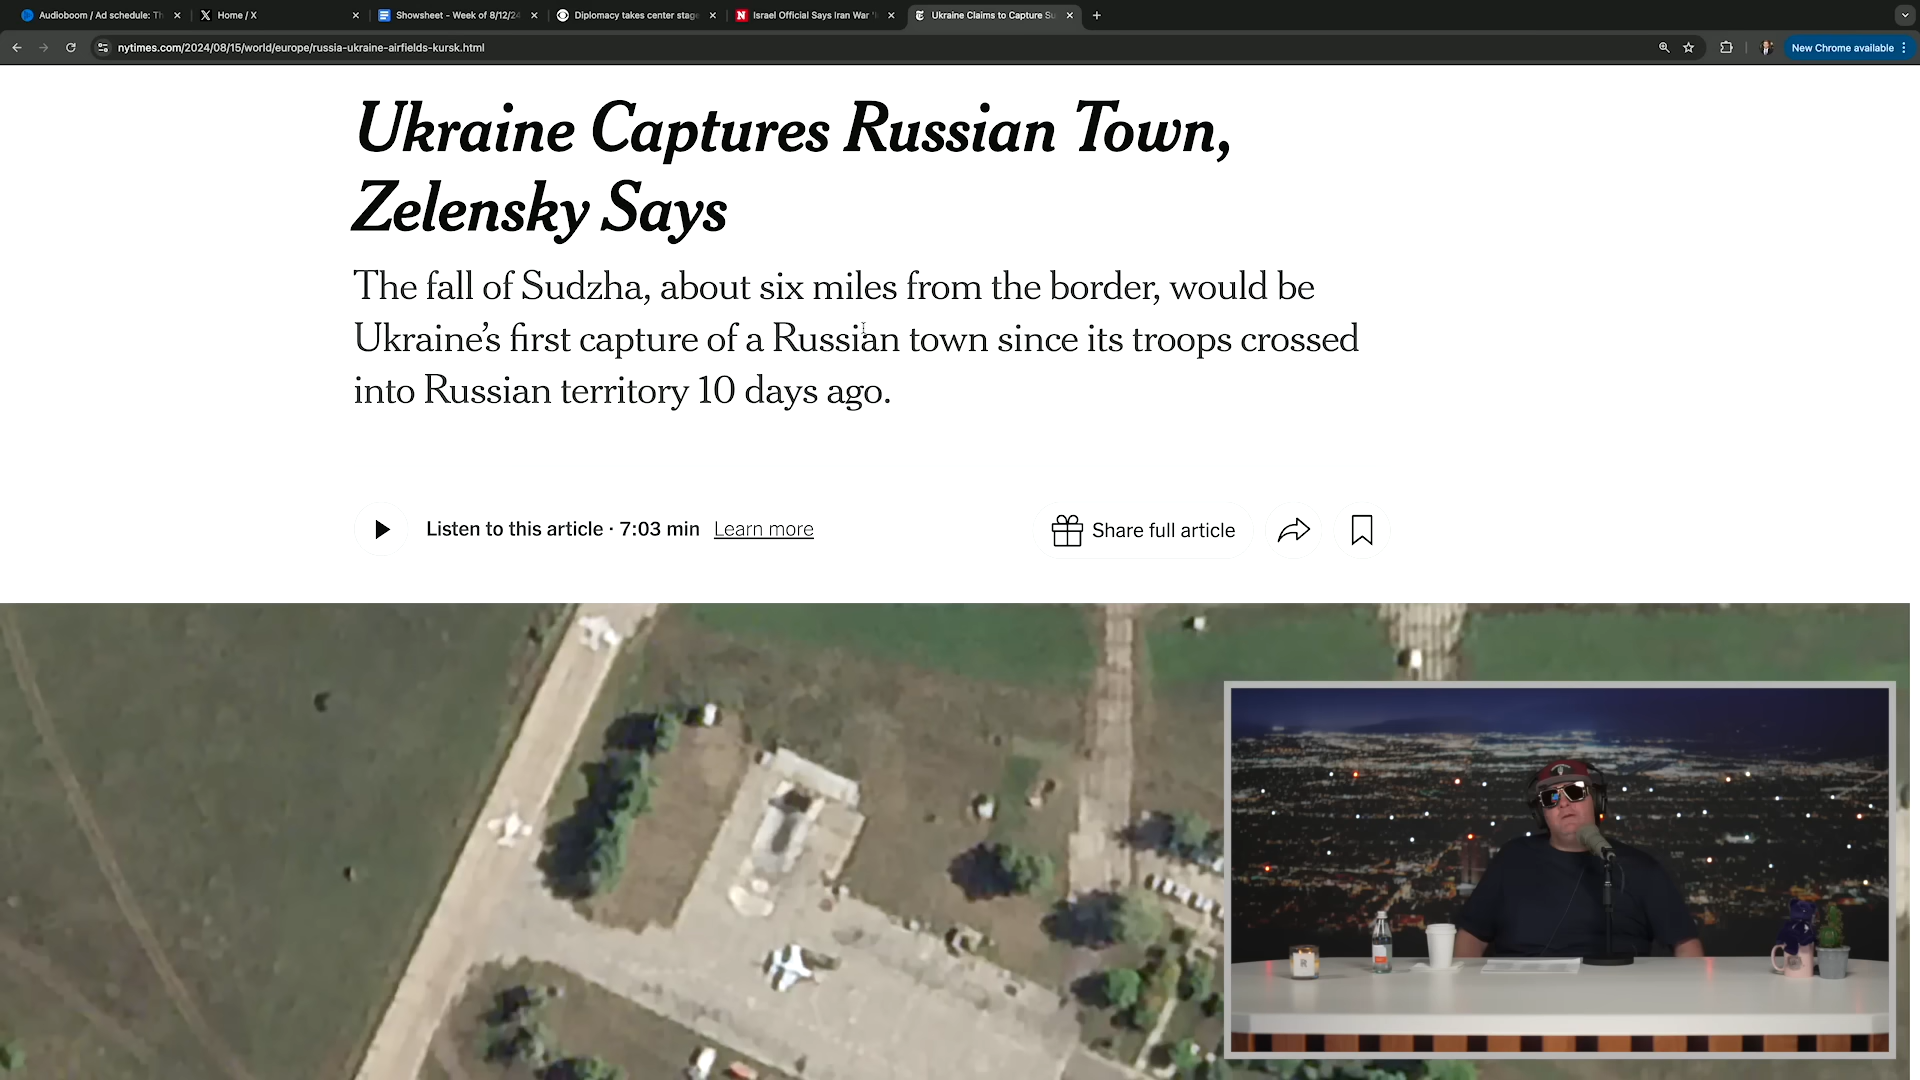 Audioboom / Ad schedule: Th
Home / X
Showsheet - Week of 8/12/24
Diplomacy takes center stage
Israel Official Says Iran War
Ukraine Claims to Capture Su
nytimes.com/2024/08/15/world/europe/russia-ukraine-airfields-kursk.html
New Chrome available
Ukraine Captures Russian Town,
Zelensky Says
The fall of Sudzha, about six miles from the border, would be
Ukraine’s first capture of a Russian town since its troops crossed
into Russian territory 10 days ago.
Listen to this article · 7:03 min Learn more
Share full article
R